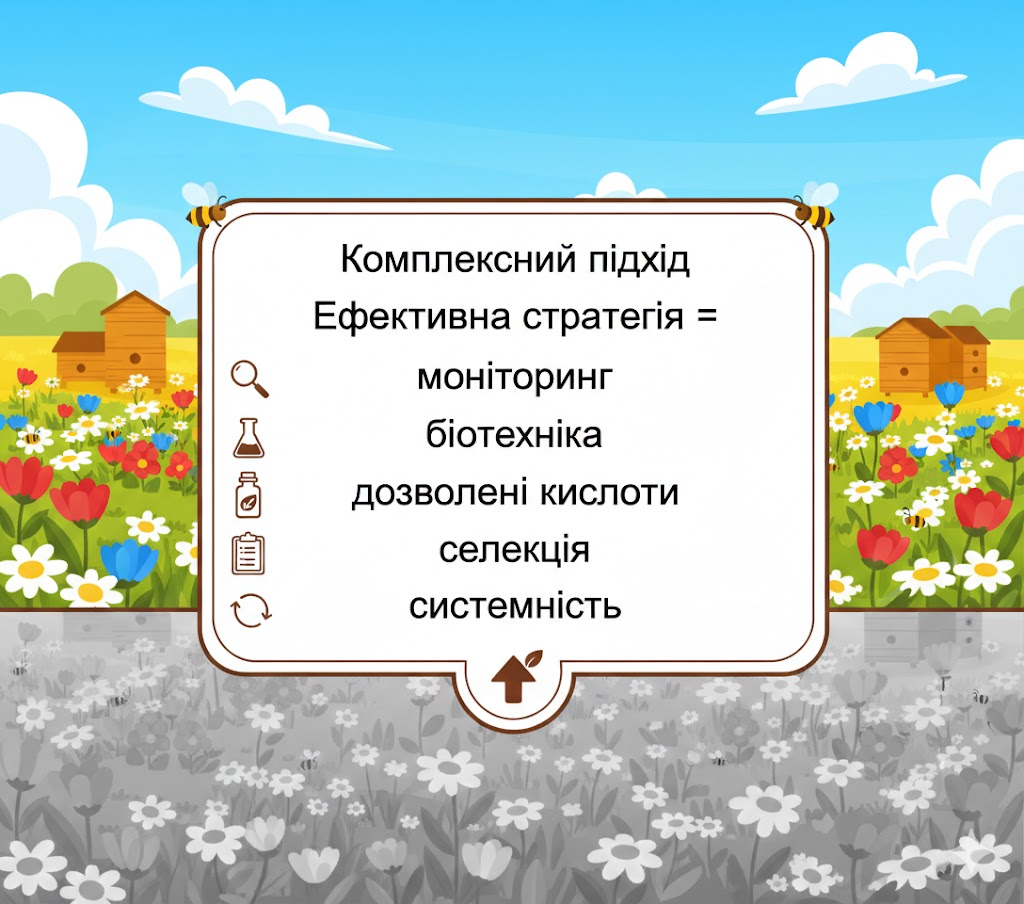 Комплексний підхід
Ефективна стратегія =
моніторинг
біотехніка
дозволені кислоти
селекція
системність